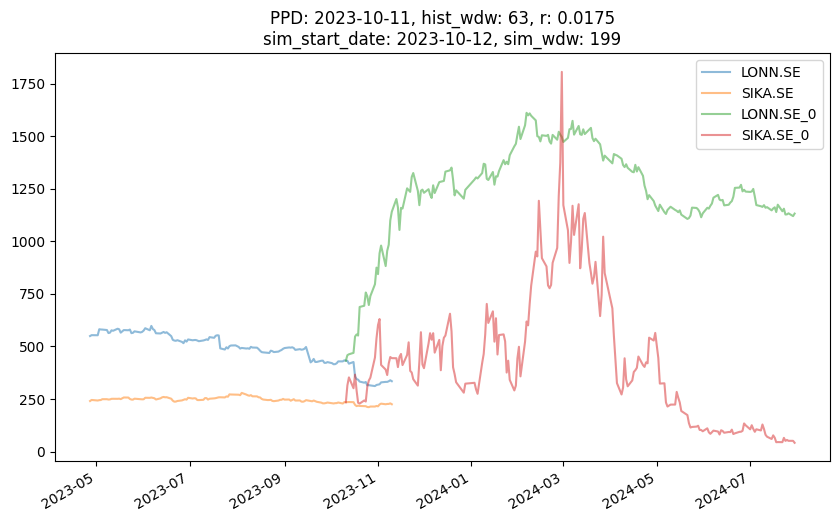 PPD: 2023-10-11, hist_wdw: 63, r: 0.0175
sim_start_date: 2023-10-12, sim_wdw: 199
LONN.SE
SIKA.SE
LONN.SE_0
SIKA.SE_0
1750
1500
1250
1000
750
500
250
0
2023-05
2023-07
2023-09
2023-11
2024-01
2024-03
2024-05
2024-07